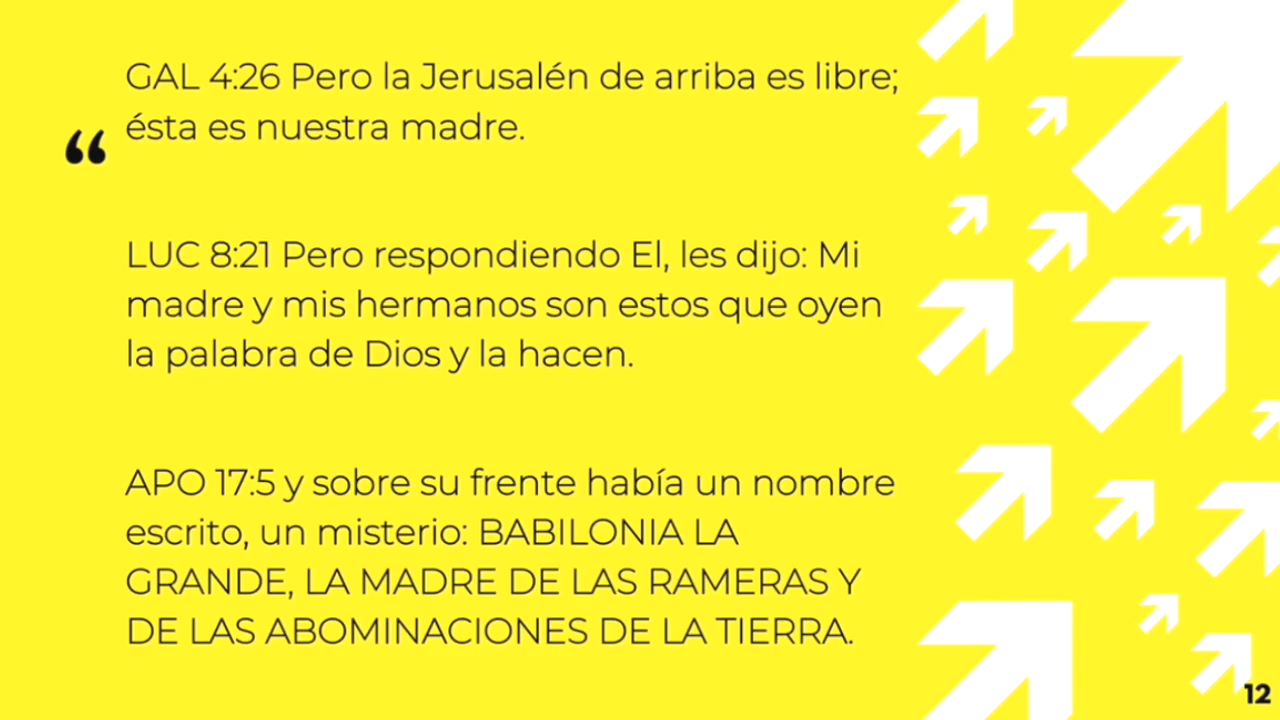 GAL 4:26 Pero la Jerusalén de arriba es libre;
ésta es nuestra madre.
“
LUC 8:21 Pero respondiendo El, les dijo: Mi
madre y mis hermanos son estos que oyen
la palabra de Dios y la hacen.
APO 17:5 y sobre su frente había un nombre
escrito, un misterio: BABILONIA LA
GRANDE, LA MADRE DE LAS RAMERAS Y
DE LAS ABOMINACIONES DE LA TIERRA.
12